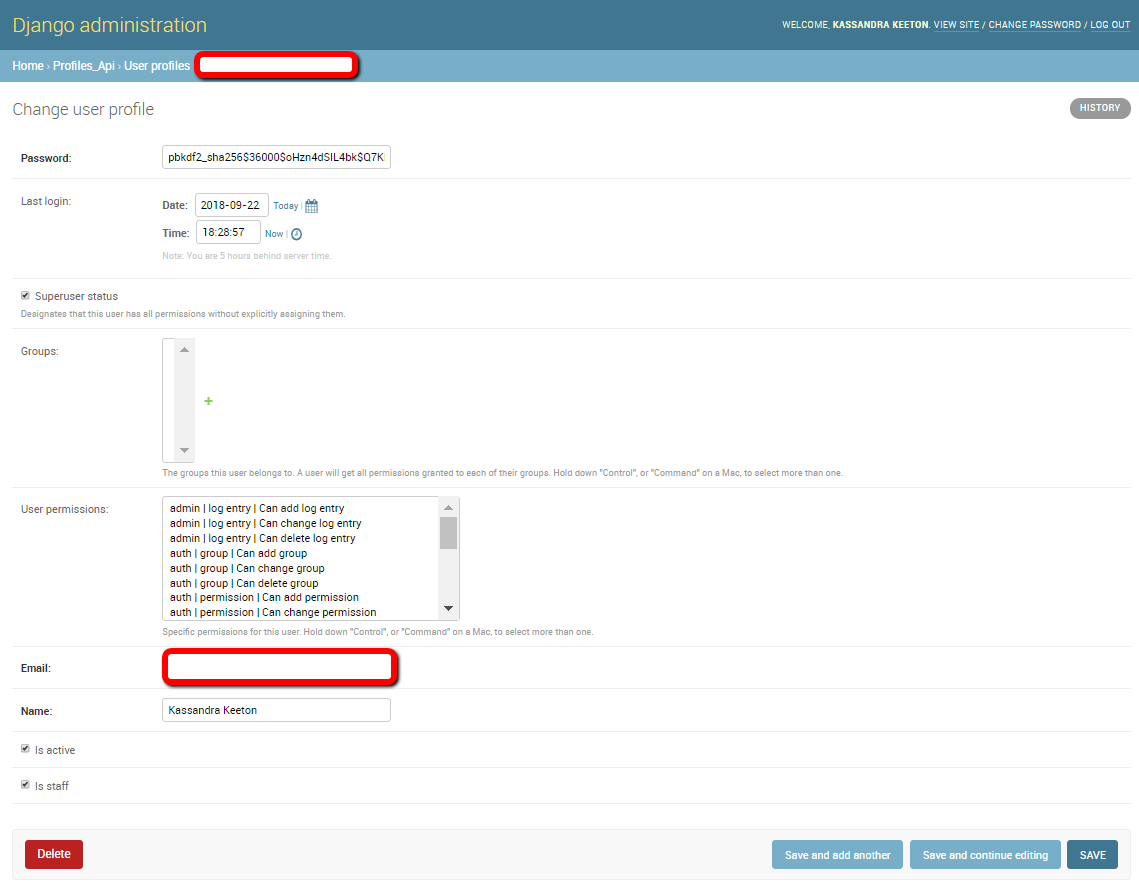 Django administration
WELCOME, KASSANDRA KEETON. VIEW SITE / CHANGE PASSWORD / LOG OUT
Home › Profiles_Api › User profiles
Change user profile
HISTORY
Password:
pbkdf2_sha256$36000$oHzn4dSIL4bk$Q7K
Last login:
Date: 2018-09-22 Today |
Time: 18:28:57 Now |
Note: You are 5 hours behind server time.
Superuser status
Designates that this user has all permissions without explicitly assigning them.
Groups:
The groups this user belongs to. A user will get all permissions granted to each of their groups. Hold down "Control", or "Command" on a Mac, to select more than one.
User permissions:
admin | log entry | Can add log entry
admin | log entry | Can change log entry
admin | log entry | Can delete log entry
auth | group | Can add group
auth | group | Can change group
auth | group | Can delete group
auth | permission | Can add permission
auth | permission | Can change permission
Specific permissions for this user. Hold down "Control", or "Command" on a Mac, to select more than one.
Email:
Name: Kassandra Keeton
Is active
Is staff
Delete
Save and add another
Save and continue editing
SAVE